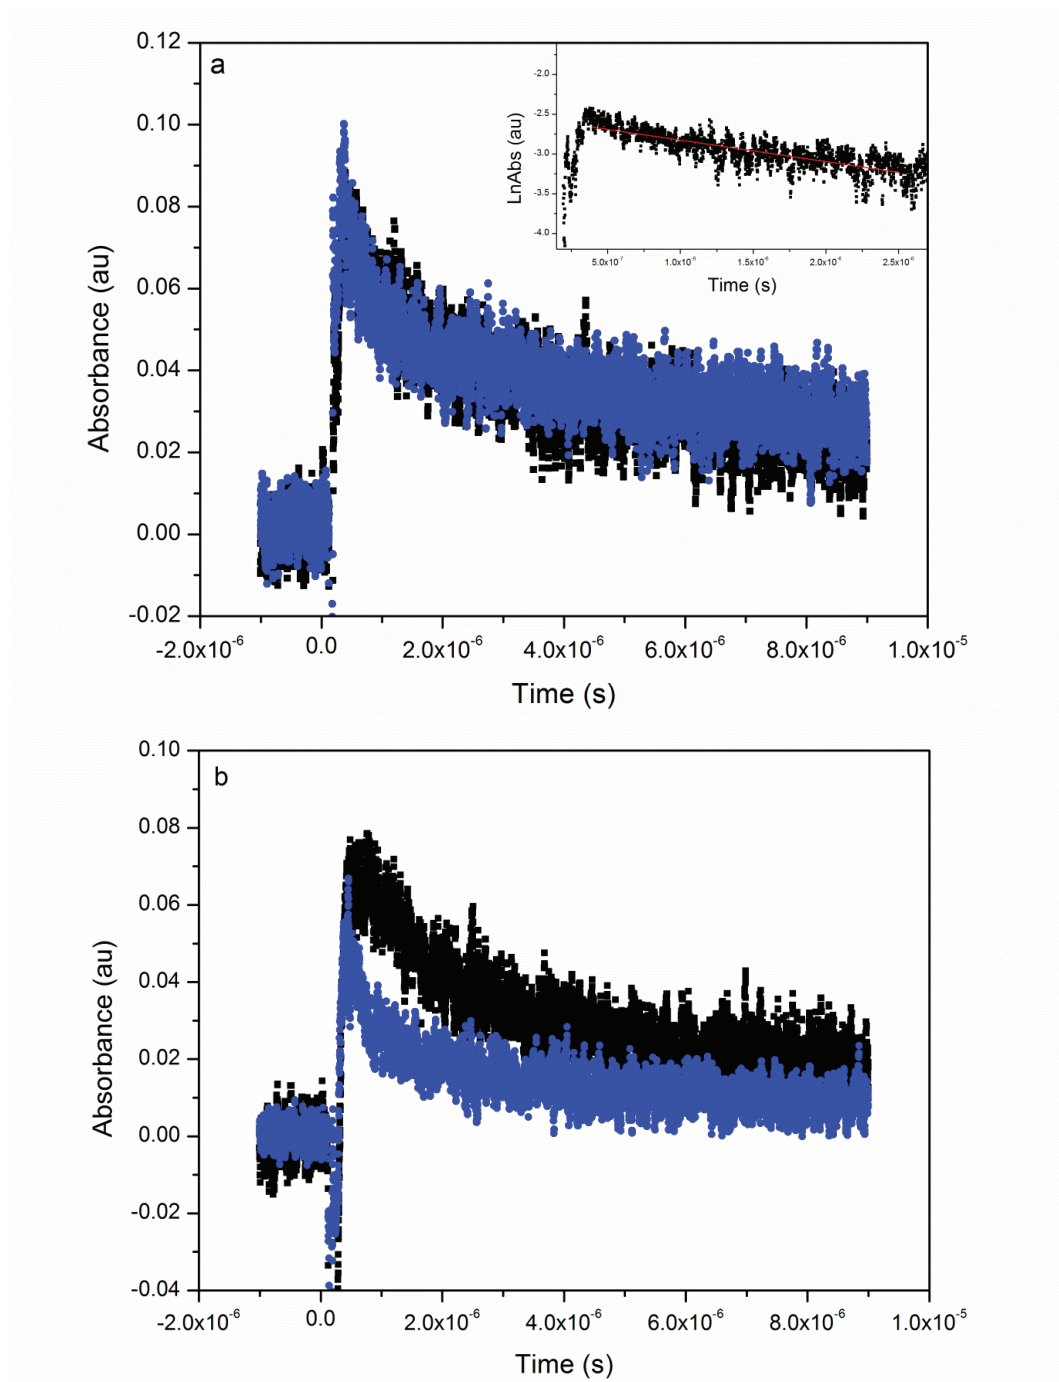 a
0.12
0.10
0.08
0.06
0.04
0.02
0.00
-0.02
Absorbance (au)
-2.0x10⁻⁶ 0.0 2.0x10⁻⁶ 4.0x10⁻⁶ 6.0x10⁻⁶ 8.0x10⁻⁶ 1.0x10⁻⁵
Time (s)
-2.0
-2.5
-3.0
-3.5
-4.0
LnAbs (au)
5.0x10⁻⁷ 1.0x10⁻⁶ 1.5x10⁻⁶ 2.0x10⁻⁶ 2.5x10⁻⁶
Time (s)
b
0.10
0.08
0.06
0.04
0.02
0.00
-0.02
-0.04
Absorbance (au)
-2.0x10⁻⁶ 0.0 2.0x10⁻⁶ 4.0x10⁻⁶ 6.0x10⁻⁶ 8.0x10⁻⁶ 1.0x10⁻⁵
Time (s)